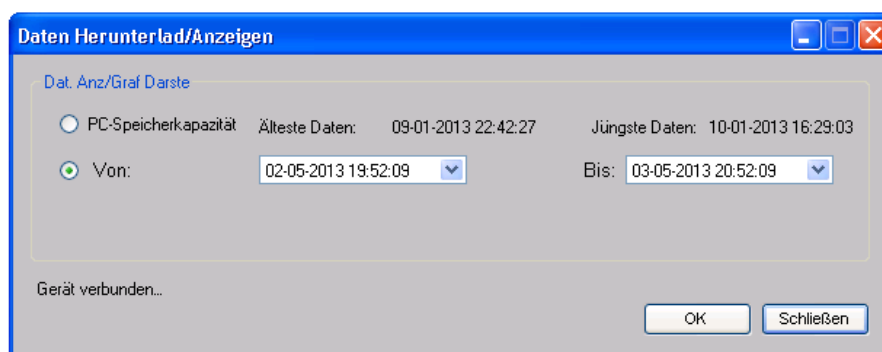 Daten Herunterlad/Anzeigen
Dat. Anz/Graf Darste
PC-Speicherkapazität Älteste Daten: 09-01-2013 22:42:27 Jüngste Daten: 10-01-2013 16:29:03
Von: 02-05-2013 19:52:09 Bis: 03-05-2013 20:52:09
Gerät verbunden...
OK Schließen